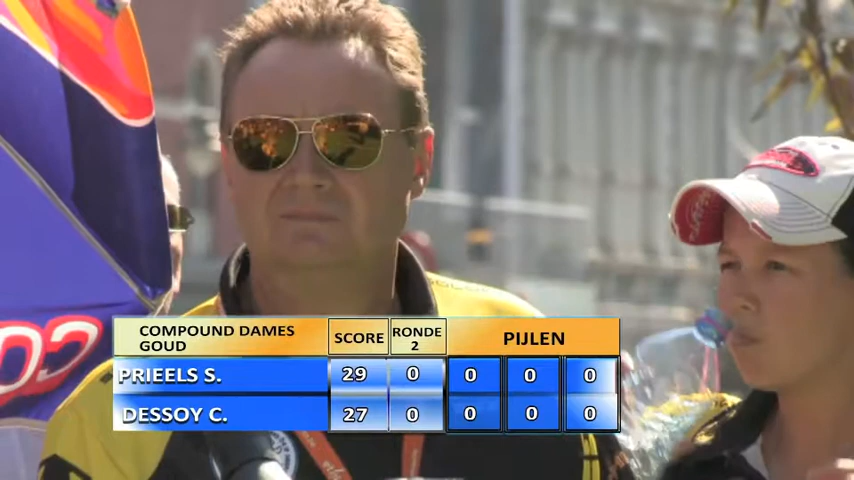 COMPOUND DAMES
GOUD
SCORE
RONDE
2
PIJLEN
PRIEELS S.
29
0
0
0
0
DESSOY C.
27
0
0
0
0